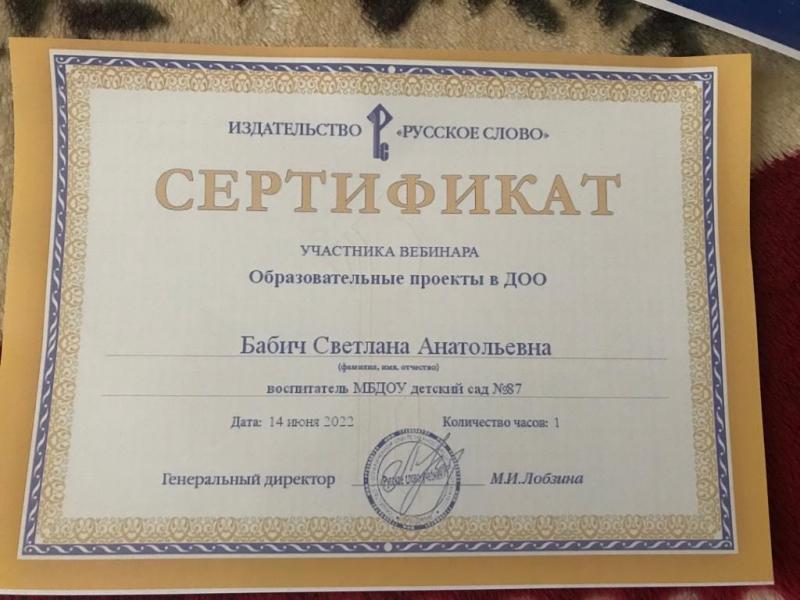 ИЗДАТЕЛЬСТВО РС «РУССКОЕ СЛОВО»
СЕРТИФИКАТ
УЧАСТНИКА ВЕБИНАРА
Образовательные проекты в ДОО
Бабич Светлана Анатольевна
(фамилия, имя, отчество)
воспитатель МБДОУ детский сад №87
Дата: 14 июня 2022 Количество часов: 1
Генеральный директор М.И.Лобзина